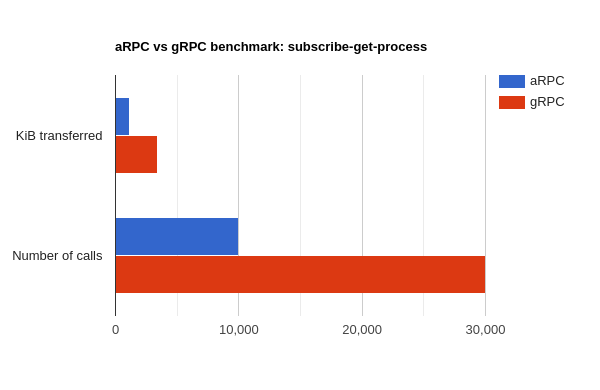 aRPC vs gRPC benchmark: subscribe-get-process
aRPC
gRPC
KiB transferred
Number of calls
0
10,000
20,000
30,000